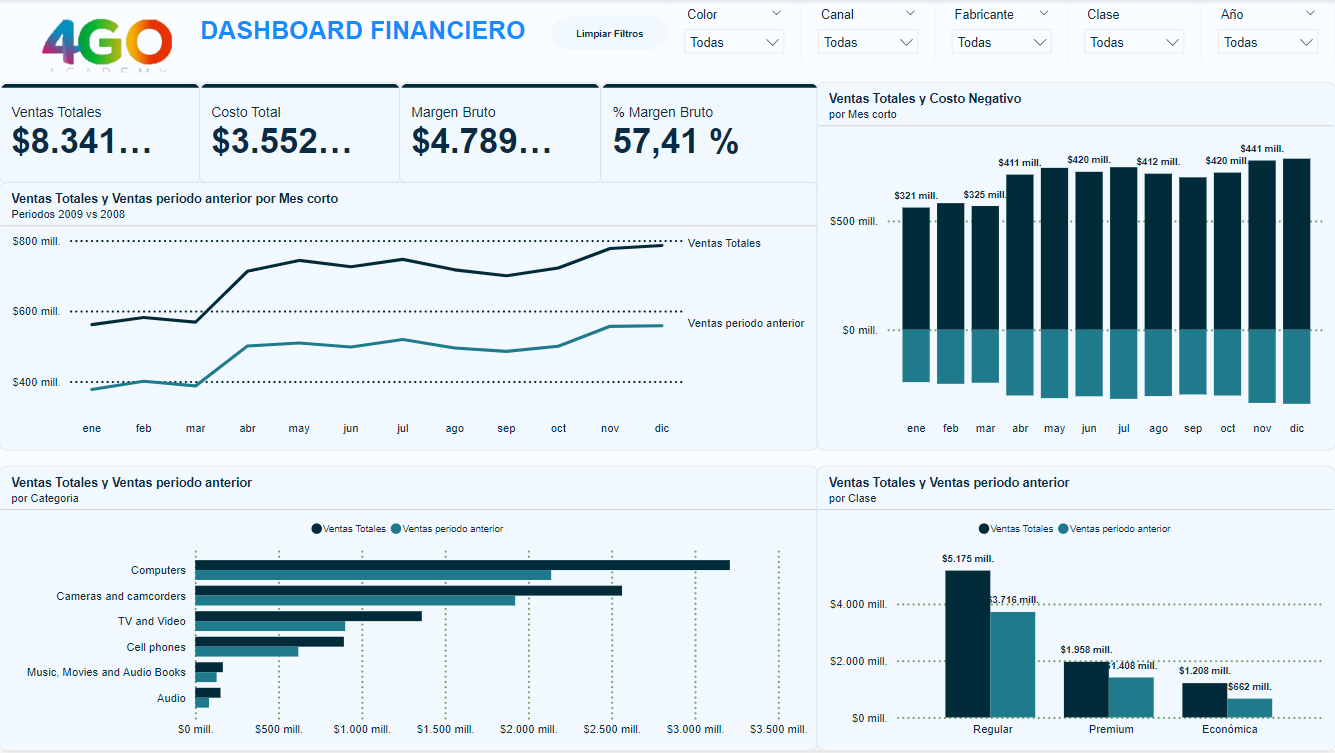 4GO
ACADEMY
DASHBOARD FINANCIERO
Limpiar Filtros
Color
Todas
Canal
Todas
Fabricante
Todas
Clase
Todas
Año
Todas
Ventas Totales
$8.341...
Costo Total
$3.552...
Margen Bruto
$4.789...
% Margen Bruto
57,41 %
Ventas Totales y Costo Negativo
por Mes corto
$441 mill.
$411 mill.
$420 mill.
$412 mill.
$420 mill.
$321 mill.
$325 mill.
$500 mill.
$0 mill.
ene feb mar abr may jun jul ago sep oct nov dic
Ventas Totales y Ventas periodo anterior por Mes corto
Periodos 2009 vs 2008
$800 mill.
$600 mill.
$400 mill.
Ventas Totales
Ventas periodo anterior
ene feb mar abr may jun jul ago sep oct nov dic
Ventas Totales y Ventas periodo anterior
por Categoria
Ventas Totales Ventas periodo anterior
Computers
Cameras and camcorders
TV and Video
Cell phones
Music, Movies and Audio Books
Audio
$0 mill. $500 mill. $1.000 mill. $1.500 mill. $2.000 mill. $2.500 mill. $3.000 mill. $3.500 mill.
Ventas Totales y Ventas periodo anterior
por Clase
Ventas Totales Ventas periodo anterior
$5.175 mill.
$3.716 mill.
$1.958 mill.
$1.408 mill.
$1.208 mill.
$662 mill.
$4.000 mill.
$2.000 mill.
$0 mill.
Regular Premium Económica